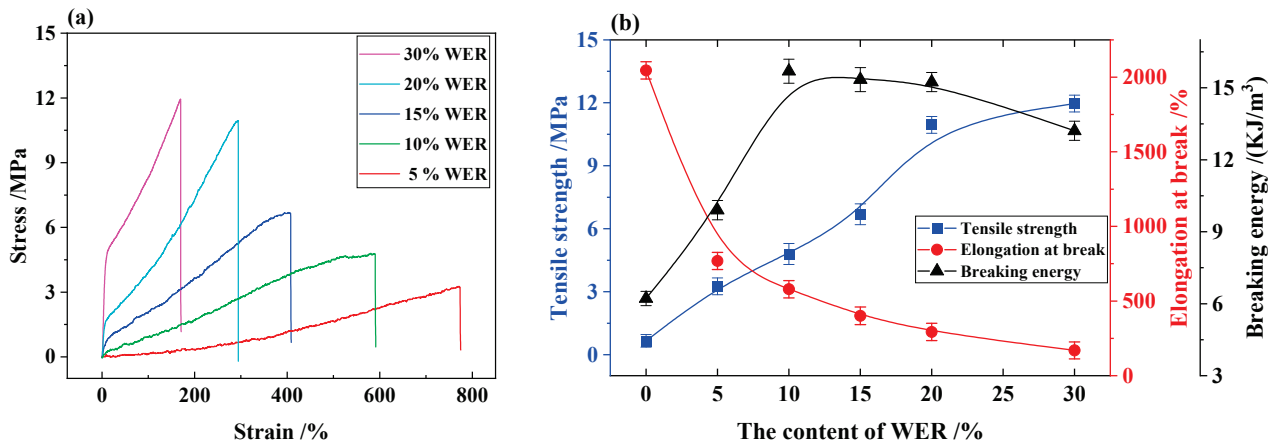 (a)
15
12
9
6
3
0
Stress /MPa
0 200 400 600 800
Strain /%
30% WER
20% WER
15% WER
10% WER
5 % WER
(b)
15
12
9
6
3
0
Tensile strength /MPa
0 5 10 15 20 25 30
The content of WER /%
Tensile strength
Elongation at break
Breaking energy
2000
1500
1000
500
0
Elongation at break /%
15
12
9
6
3
Breaking energy /(KJ/m³)